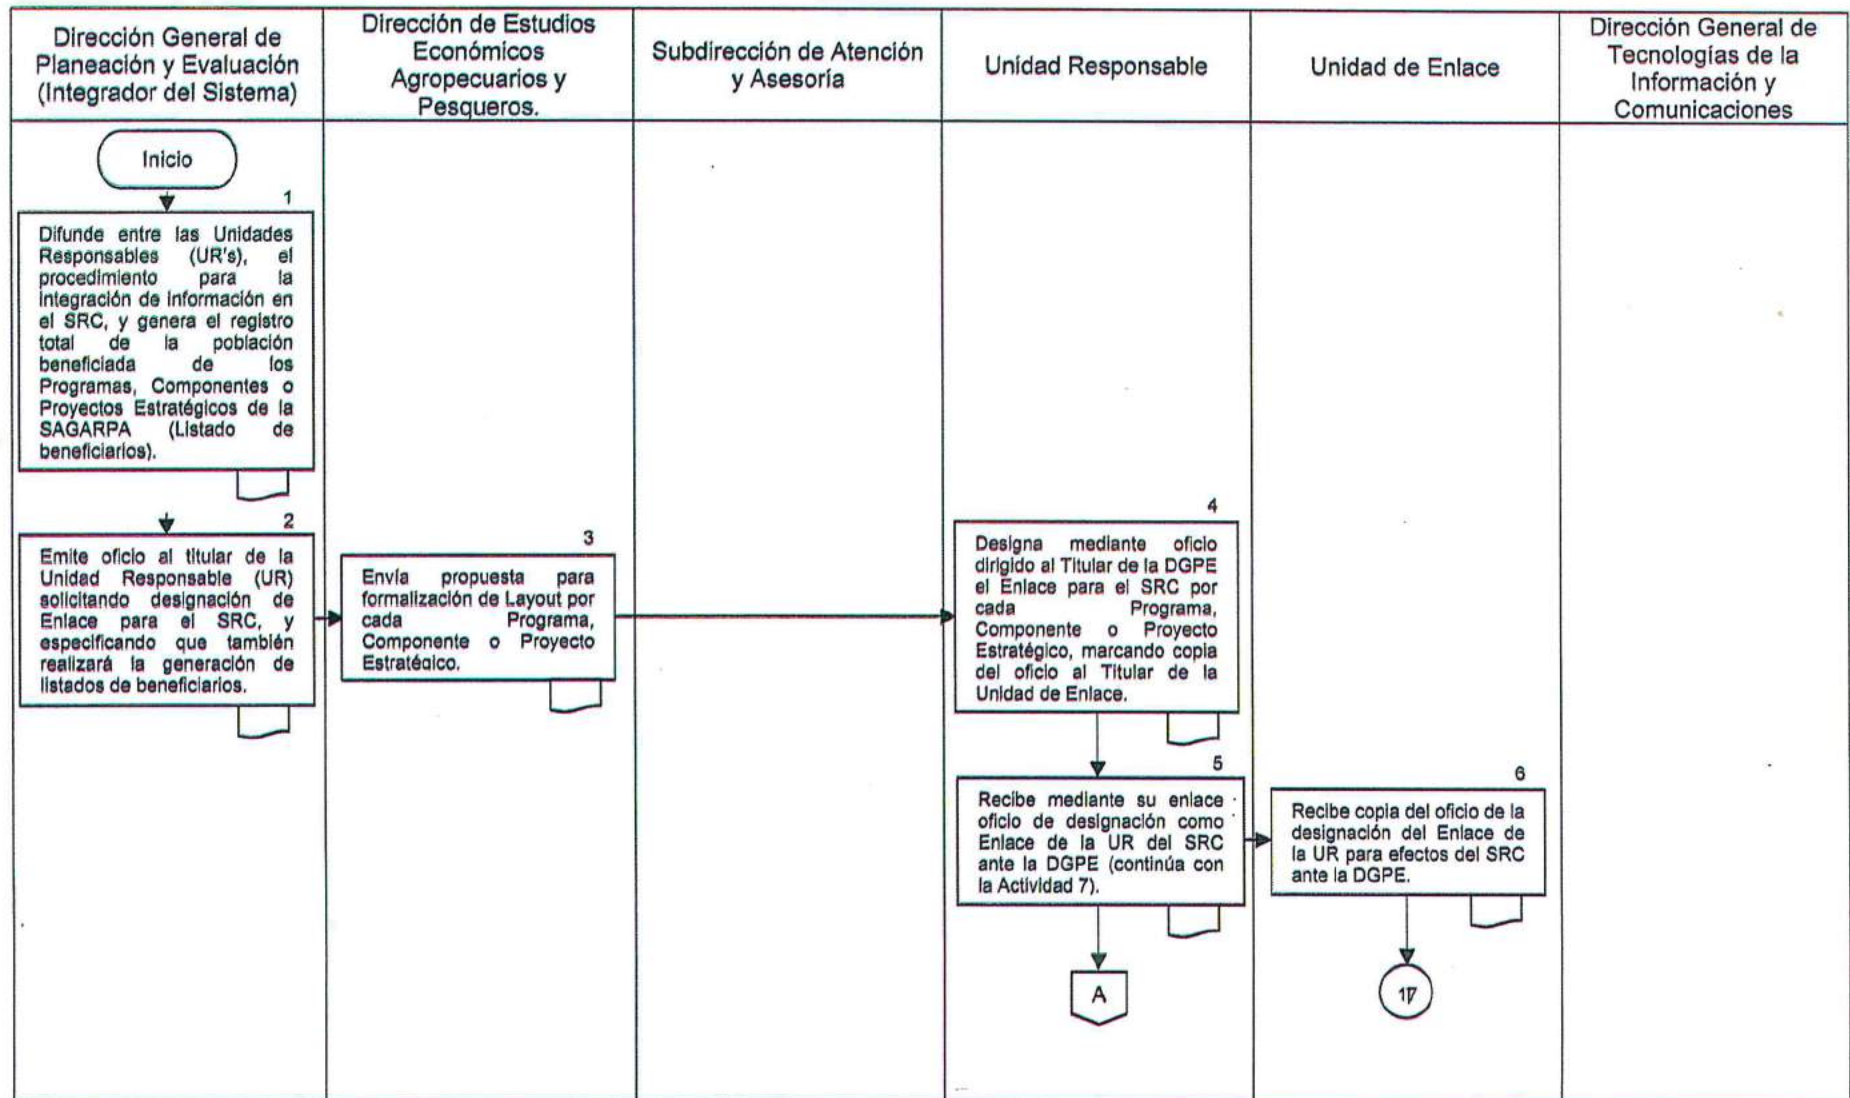 Dirección General de
Planeación y Evaluación
(Integrador del Sistema)
Dirección de Estudios
Económicos
Agropecuarios y
Pesqueros.
Subdirección de Atención
y Asesoría
Unidad Responsable
Unidad de Enlace
Dirección General de
Tecnologías de la
Información y
Comunicaciones
Inicio
1
Difunde entre las Unidades
Responsables (UR's), el
procedimiento para la
integración de información en
el SRC, y genera el registro
total de la población
beneficiada de los
Programas, Componentes o
Proyectos Estratégicos de la
SAGARPA (Listado de
beneficiarios).
2
Emite oficio al titular de la
Unidad Responsable (UR)
solicitando designación de
Enlace para el SRC, y
especificando que también
realizará la generación de
listados de beneficiarios.
3
Envía propuesta para
formalización de Layout por
cada Programa,
Componente o Proyecto
Estratégico.
4
Designa mediante oficio
dirigido al Titular de la DGPE
el Enlace para el SRC por
cada Programa,
Componente o Proyecto
Estratégico, marcando copia
del oficio al Titular de la
Unidad de Enlace.
5
Recibe mediante su enlace
oficio de designación como
Enlace de la UR del SRC
ante la DGPE (continúa con
la Actividad 7).
6
Recibe copia del oficio de la
designación del Enlace de
la UR para efectos del SRC
ante la DGPE.
A